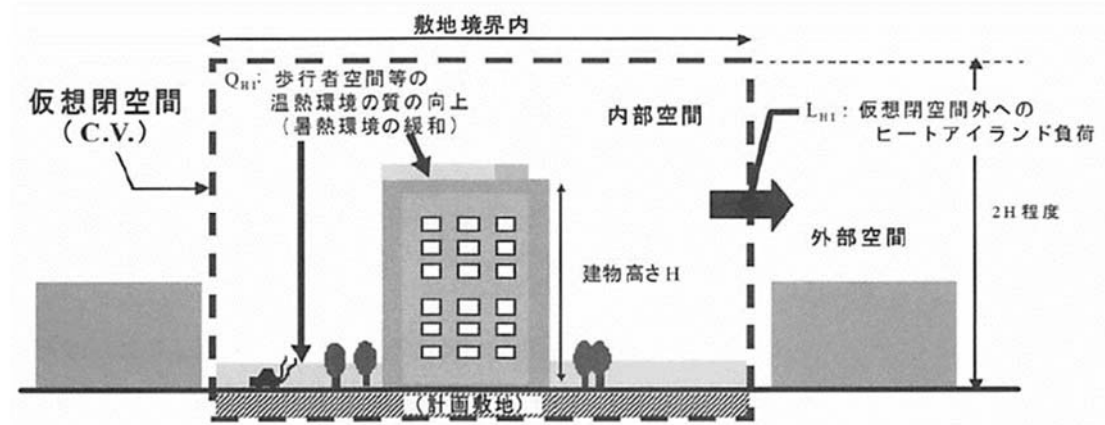 敷地境界内
仮想閉空間
(C.V.)
QHI: 歩行者空間等の
温熱環境の質の向上
(暑熱環境の緩和)
内部空間
LHI: 仮想閉空間外への
ヒートアイランド負荷
2H程度
外部空間
建物高さH
(計画敷地)